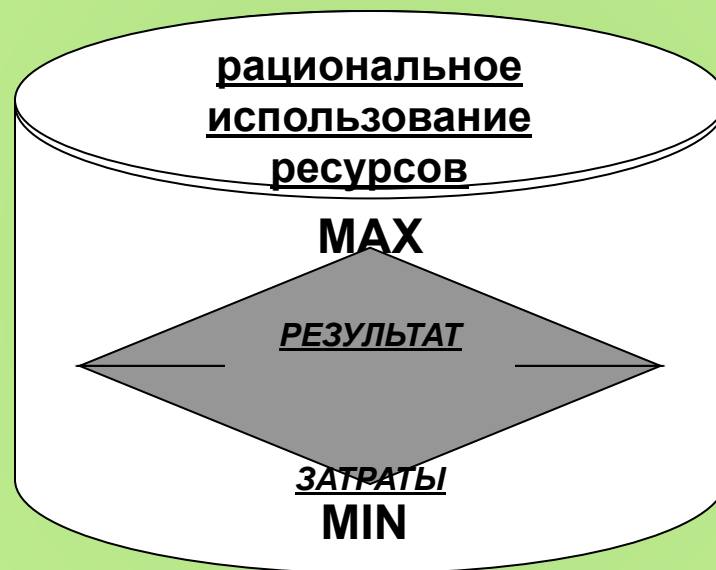 рациональное
использование
ресурсов
MAX
РЕЗУЛЬТАТ
ЗАТРАТЫ
MIN